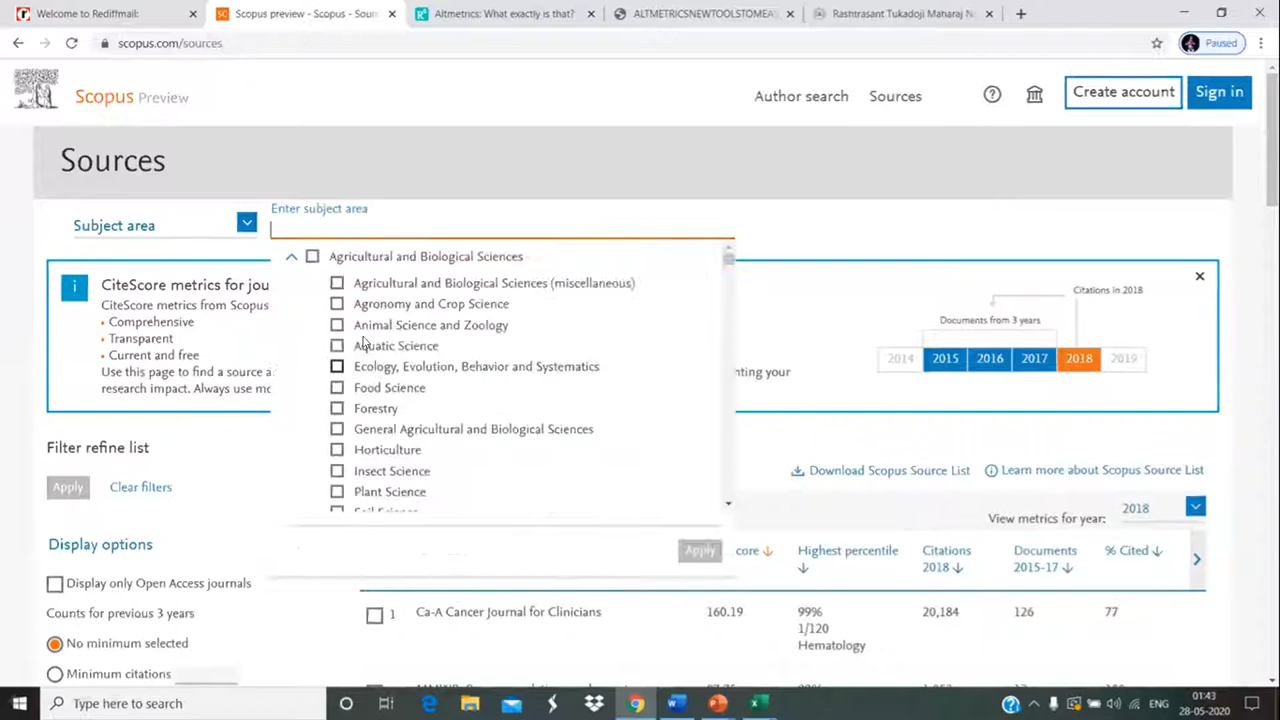 Welcome to Rediffmail:
Scopus preview - Scopus - Sour
Altmetrics: What exactly is that?
ALTMETRICSNEWTOOLSTOMEA
Rashtrasant Tukadoji Maharaj N
scopus.com/sources
Paused
Scopus Preview
Author search
Sources
Create account
Sign in
Sources
Subject area
Enter subject area
Agricultural and Biological Sciences
Agricultural and Biological Sciences (miscellaneous)
Agronomy and Crop Science
Animal Science and Zoology
Aquatic Science
Ecology, Evolution, Behavior and Systematics
Food Science
Forestry
General Agricultural and Biological Sciences
Horticulture
Insect Science
Plant Science
Soil Science
Apply
i
CiteScore metrics for jou
CiteScore metrics from Scopus
• Comprehensive
• Transparent
• Current and free
Use this page to find a source a
research impact. Always use mo
nting your
Citations in 2018
Documents from 3 years
2014 2015 2016 2017 2018 2019
Filter refine list
Apply
Clear filters
Display options
Display only Open Access journals
Counts for previous 3 years
No minimum selected
Minimum citations
Download Scopus Source List
Learn more about Scopus Source List
View metrics for year:
2018
core
Highest percentile
Citations
2018
Documents
2015-17
% Cited
1
Ca-A Cancer Journal for Clinicians
160.19
99%
1/120
Hematology
20,184
126
77
Type here to search
ENG
01:43
28-05-2020